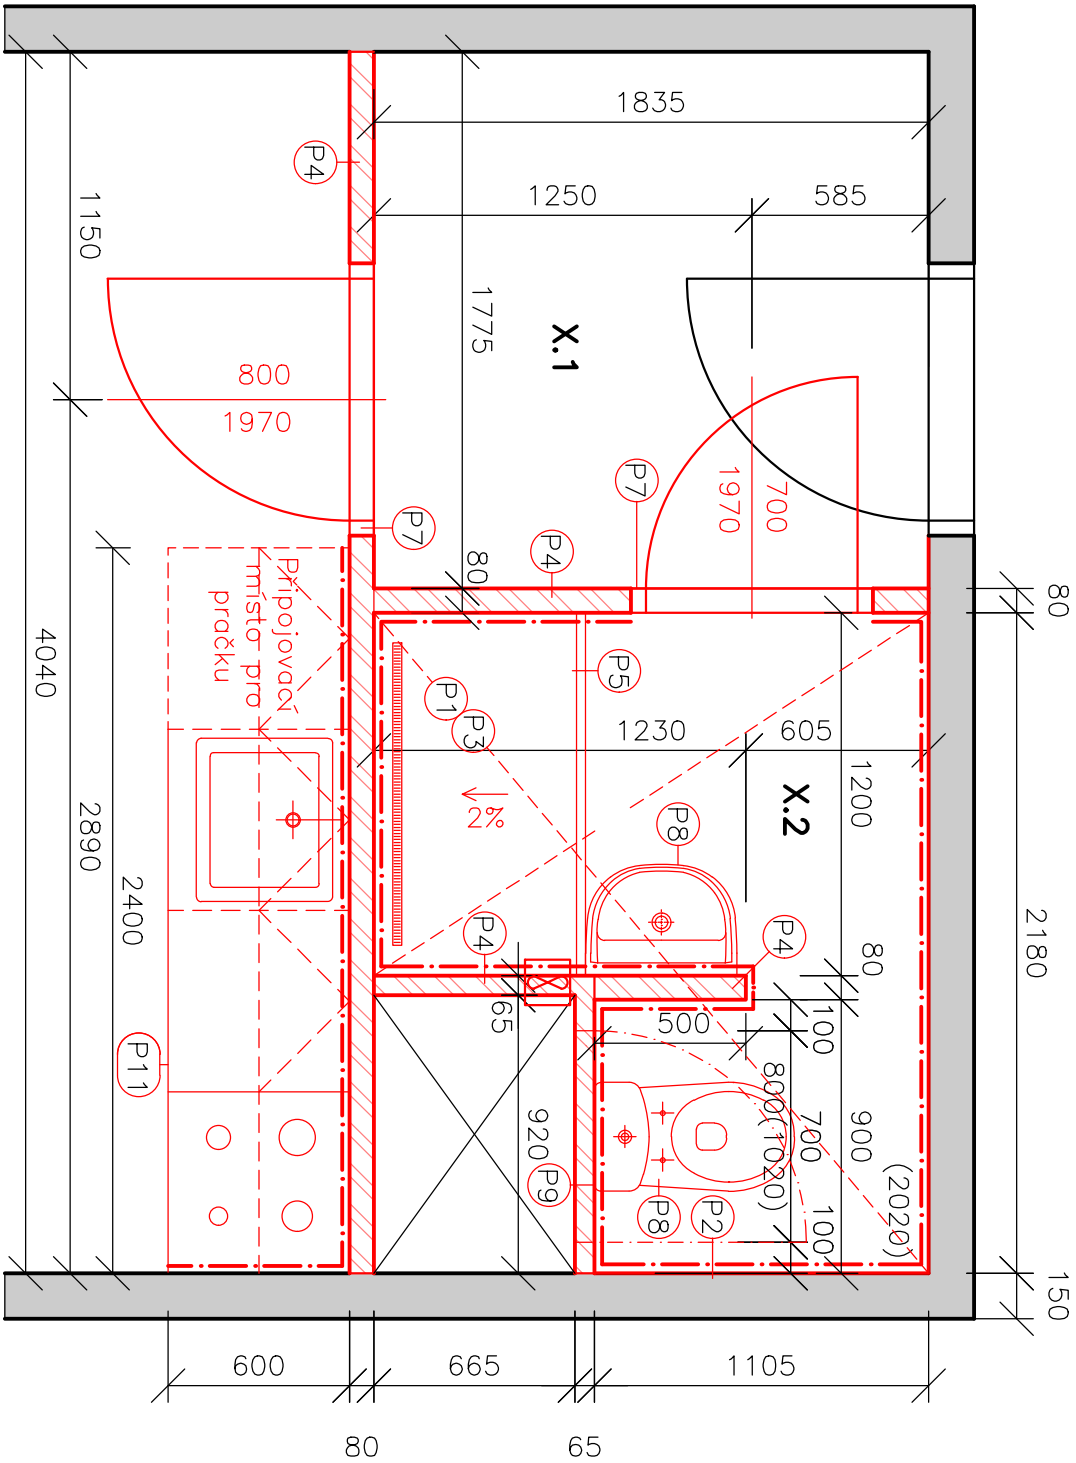 1835
1250
585
P4
1150
1775
X.1
800
1970
700
1970
P7
P7
P4
80
80
Připojovací
místo pro
pračku
P5
P1
P3
1230
605
1200
X.2
2%
P8
4040
2890
2400
2180
P4
P4
80
65
500
100
800(1020)
700
900
(2020)
100
920
P11
P9
P8
P2
150
600
665
1105
80
65